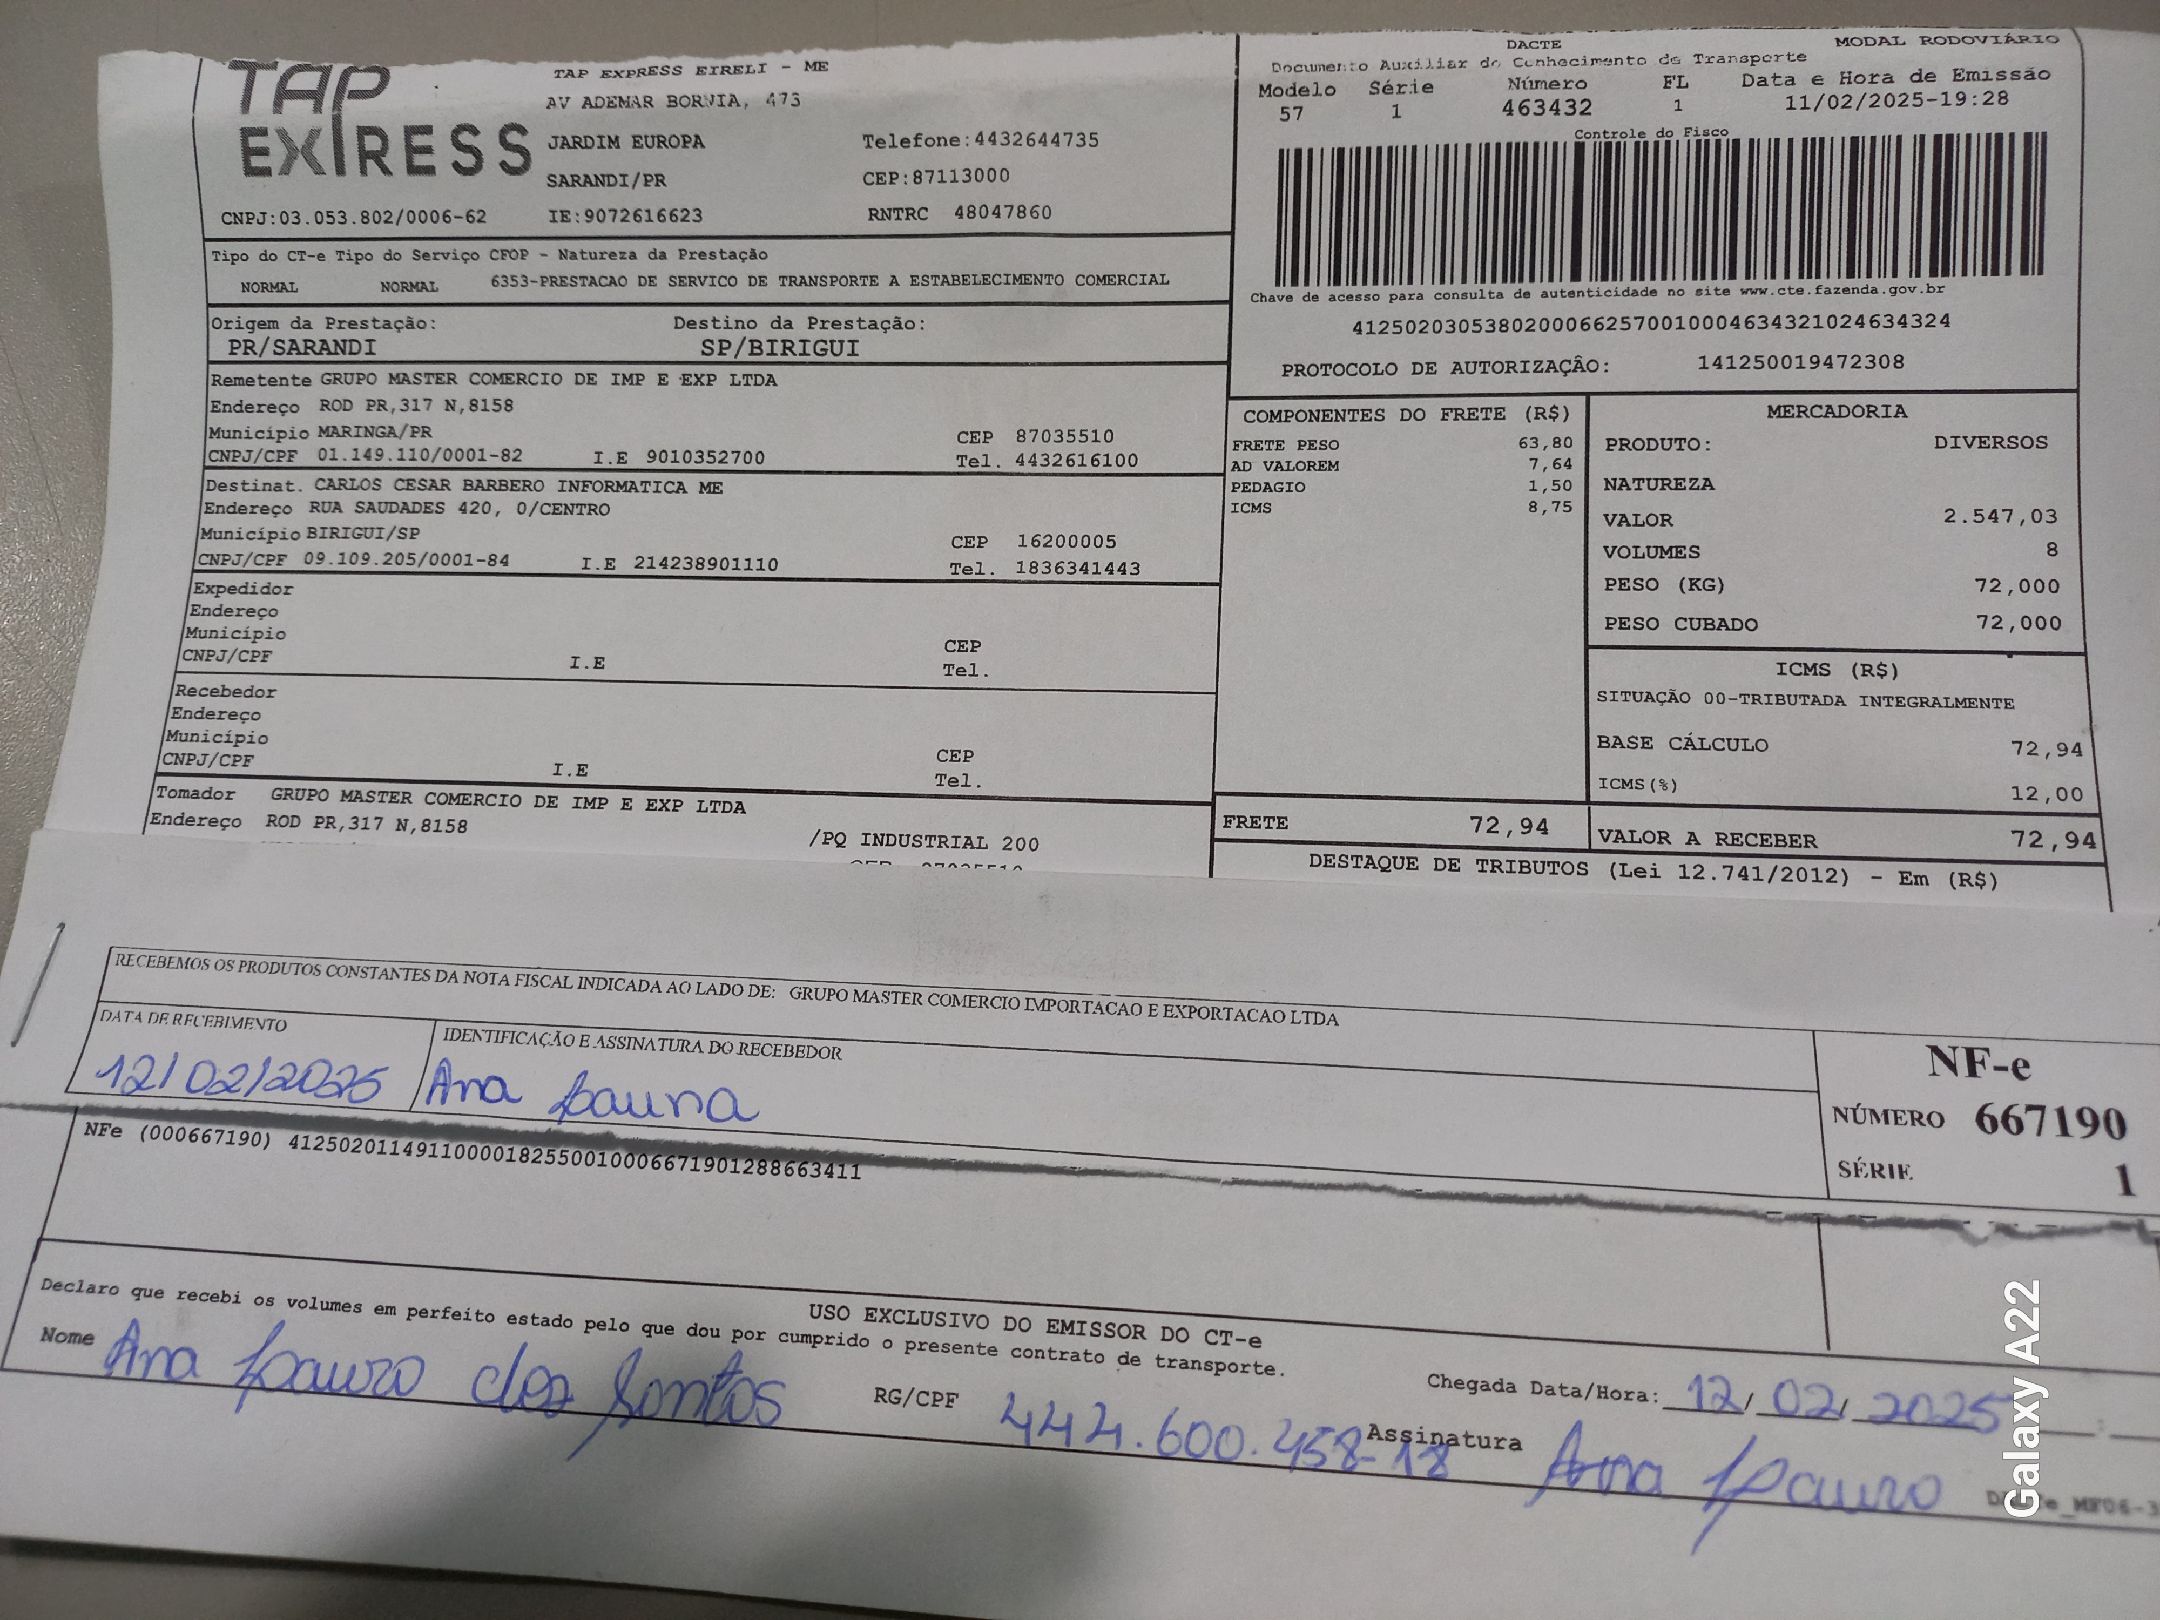 TAP EXPRESS
TAP EXPRESS EIRELI - ME
AV ADEMAR BORNIA, 473
JARDIM EUROPA Telefone:4432644735
SARANDI/PR CEP:87113000
CNPJ:03.053.802/0006-62 IE:9072616623 RNTRC 48047860
DACTE MODAL RODOVIÁRIO
Documento Auxiliar do Conhecimento de Transporte
Modelo Série Número FL Data e Hora de Emissão
57 1 463432 1 11/02/2025-19:28
Controle do Fisco
Chave de acesso para consulta de autenticidade no site www.cte.fazenda.gov.br
41250203053802000662570010004634321024634324
PROTOCOLO DE AUTORIZAÇÂO: 141250019472308
Tipo do CT-e Tipo do Serviço CFOP - Natureza da Prestação
NORMAL NORMAL 6353-PRESTACAO DE SERVICO DE TRANSPORTE A ESTABELECIMENTO COMERCIAL
Origem da Prestação: Destino da Prestação:
PR/SARANDI SP/BIRIGUI
Remetente GRUPO MASTER COMERCIO DE IMP E EXP LTDA
Endereço ROD PR,317 N,8158
Município MARINGA/PR CEP 87035510
CNPJ/CPF 01.149.110/0001-82 I.E 9010352700 Tel. 4432616100
Destinat. CARLOS CESAR BARBERO INFORMATICA ME
Endereço RUA SAUDADES 420, 0/CENTRO
Município BIRIGUI/SP CEP 16200005
CNPJ/CPF 09.109.205/0001-84 I.E 214238901110 Tel. 1836341443
Expedidor
Endereço
Município CEP
CNPJ/CPF I.E Tel.
Recebedor
Endereço
Município CEP
CNPJ/CPF I.E Tel.
Tomador GRUPO MASTER COMERCIO DE IMP E EXP LTDA
Endereço ROD PR,317 N,8158 /PQ INDUSTRIAL 200
COMPONENTES DO FRETE (R$)
FRETE PESO 63,80
AD VALOREM 7,64
PEDAGIO 1,50
ICMS 8,75
FRETE 72,94
MERCADORIA
PRODUTO: DIVERSOS
NATUREZA
VALOR 2.547,03
VOLUMES 8
PESO (KG) 72,000
PESO CUBADO 72,000
ICMS (R$)
SITUAÇÃO 00-TRIBUTADA INTEGRALMENTE
BASE CÁLCULO 72,94
ICMS(%) 12,00
VALOR A RECEBER 72,94
DESTAQUE DE TRIBUTOS (Lei 12.741/2012) - Em (R$)
RECEBEMOS OS PRODUTOS CONSTANTES DA NOTA FISCAL INDICADA AO LADO DE: GRUPO MASTER COMERCIO IMPORTACAO E EXPORTACAO LTDA
DATA DE RECEBIMENTO IDENTIFICAÇÃO E ASSINATURA DO RECEBEDOR
12/02/2025 Ana Laura
NF-e
NÚMERO 667190
SÉRIE 1
NFe (000667190) 41250201149110000182550010006671901288663411
USO EXCLUSIVO DO EMISSOR DO CT-e
Declaro que recebi os volumes em perfeito estado pelo que dou por cumprido o presente contrato de transporte.
Nome Ana Laura dos Santos RG/CPF 444.600.458-18 Chegada Data/Hora: 12/ 02/ 2025 :
Assinatura Ana Laura
Galaxy A22